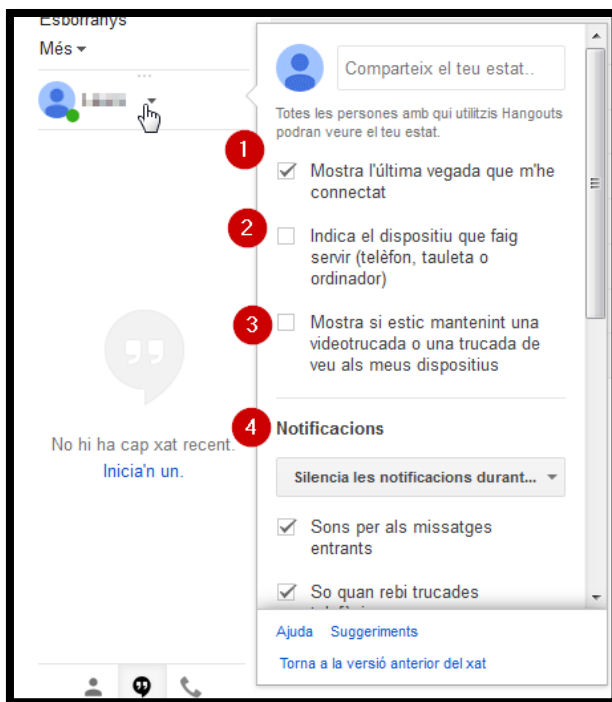 Esborranys
Més
Comparteix el teu estat..
Totes les persones amb qui utilitzis Hangouts
podran veure el teu estat.
1
Mostra l'última vegada que m'he
connectat
2
Indica el dispositiu que faig
servir (telèfon, tauleta o
ordinador)
3
Mostra si estic mantenint una
videotrucada o una trucada de
veu als meus dispositius
4
Notificacions
Silencia les notificacions durant...
Sons per als missatges
entrants
So quan rebi trucades
No hi ha cap xat recent.
Inicia'n un.
Ajuda Suggeriments
Torna a la versió anterior del xat